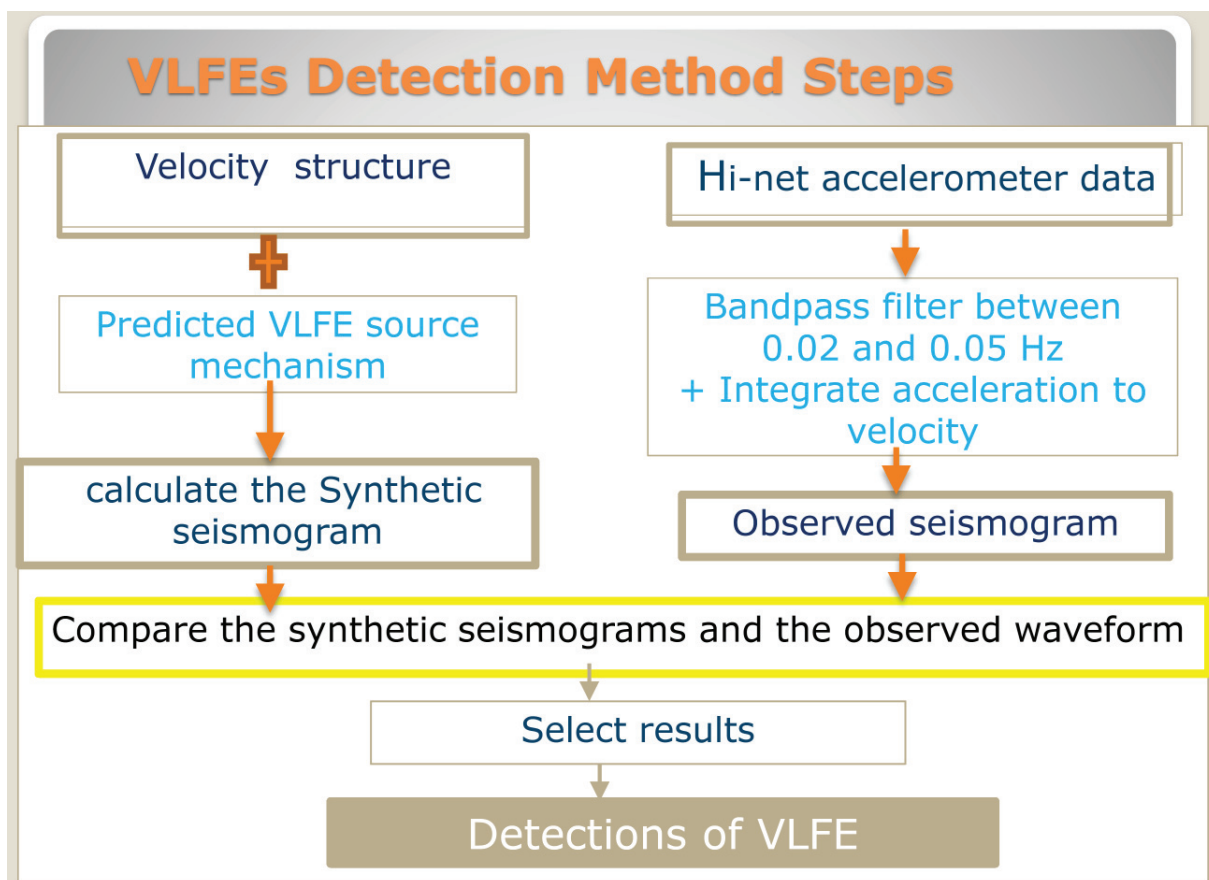 VLFEs Detection Method Steps
Velocity structure
Predicted VLFE source
mechanism
calculate the Synthetic
seismogram
Hi-net accelerometer data
Bandpass filter between
0.02 and 0.05 Hz
+ Integrate acceleration to
velocity
Observed seismogram
Compare the synthetic seismograms and the observed waveform
Select results
Detections of VLFE